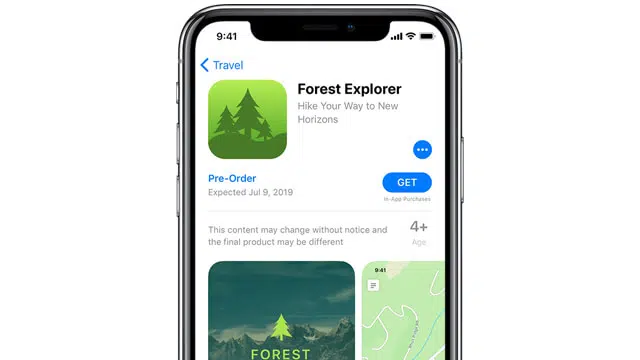 9:41
Travel
Forest Explorer
Hike Your Way to New
Horizons
Pre-Order
Expected Jul 9, 2019
GET
In-App Purchases
This content may change without notice and
the final product may be different
4+
Age
9:41
FOREST